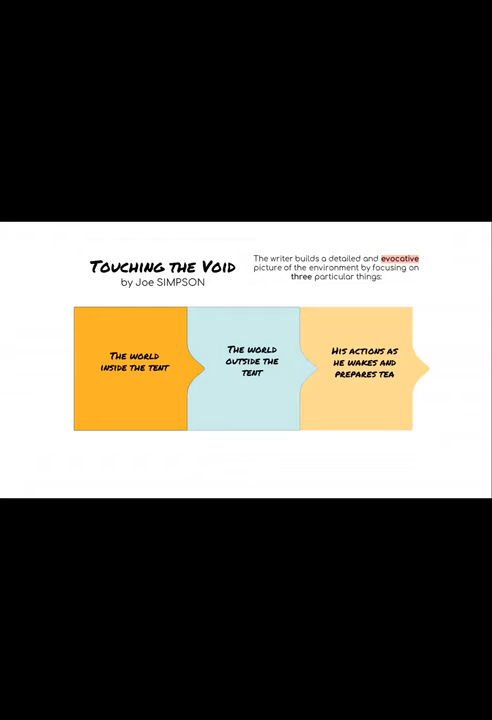 Touching the Void
by Joe SIMPSON
The writer builds a detailed and evocative
picture of the environment by focusing on
three particular things:
The world
inside the tent
The world
outside the
tent
His actions as
he wakes and
prepares tea